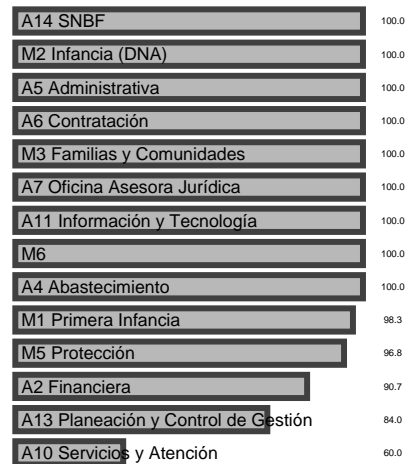 A14 SNBF 100.0
M2 Infancia (DNA) 100.0
A5 Administrativa 100.0
A6 Contratación 100.0
M3 Familias y Comunidades 100.0
A7 Oficina Asesora Jurídica 100.0
A11 Información y Tecnología 100.0
M6 100.0
A4 Abastecimiento 100.0
M1 Primera Infancia 98.3
M5 Protección 96.8
A2 Financiera 90.7
A13 Planeación y Control de Gestión 84.0
A10 Servicios y Atención 60.0